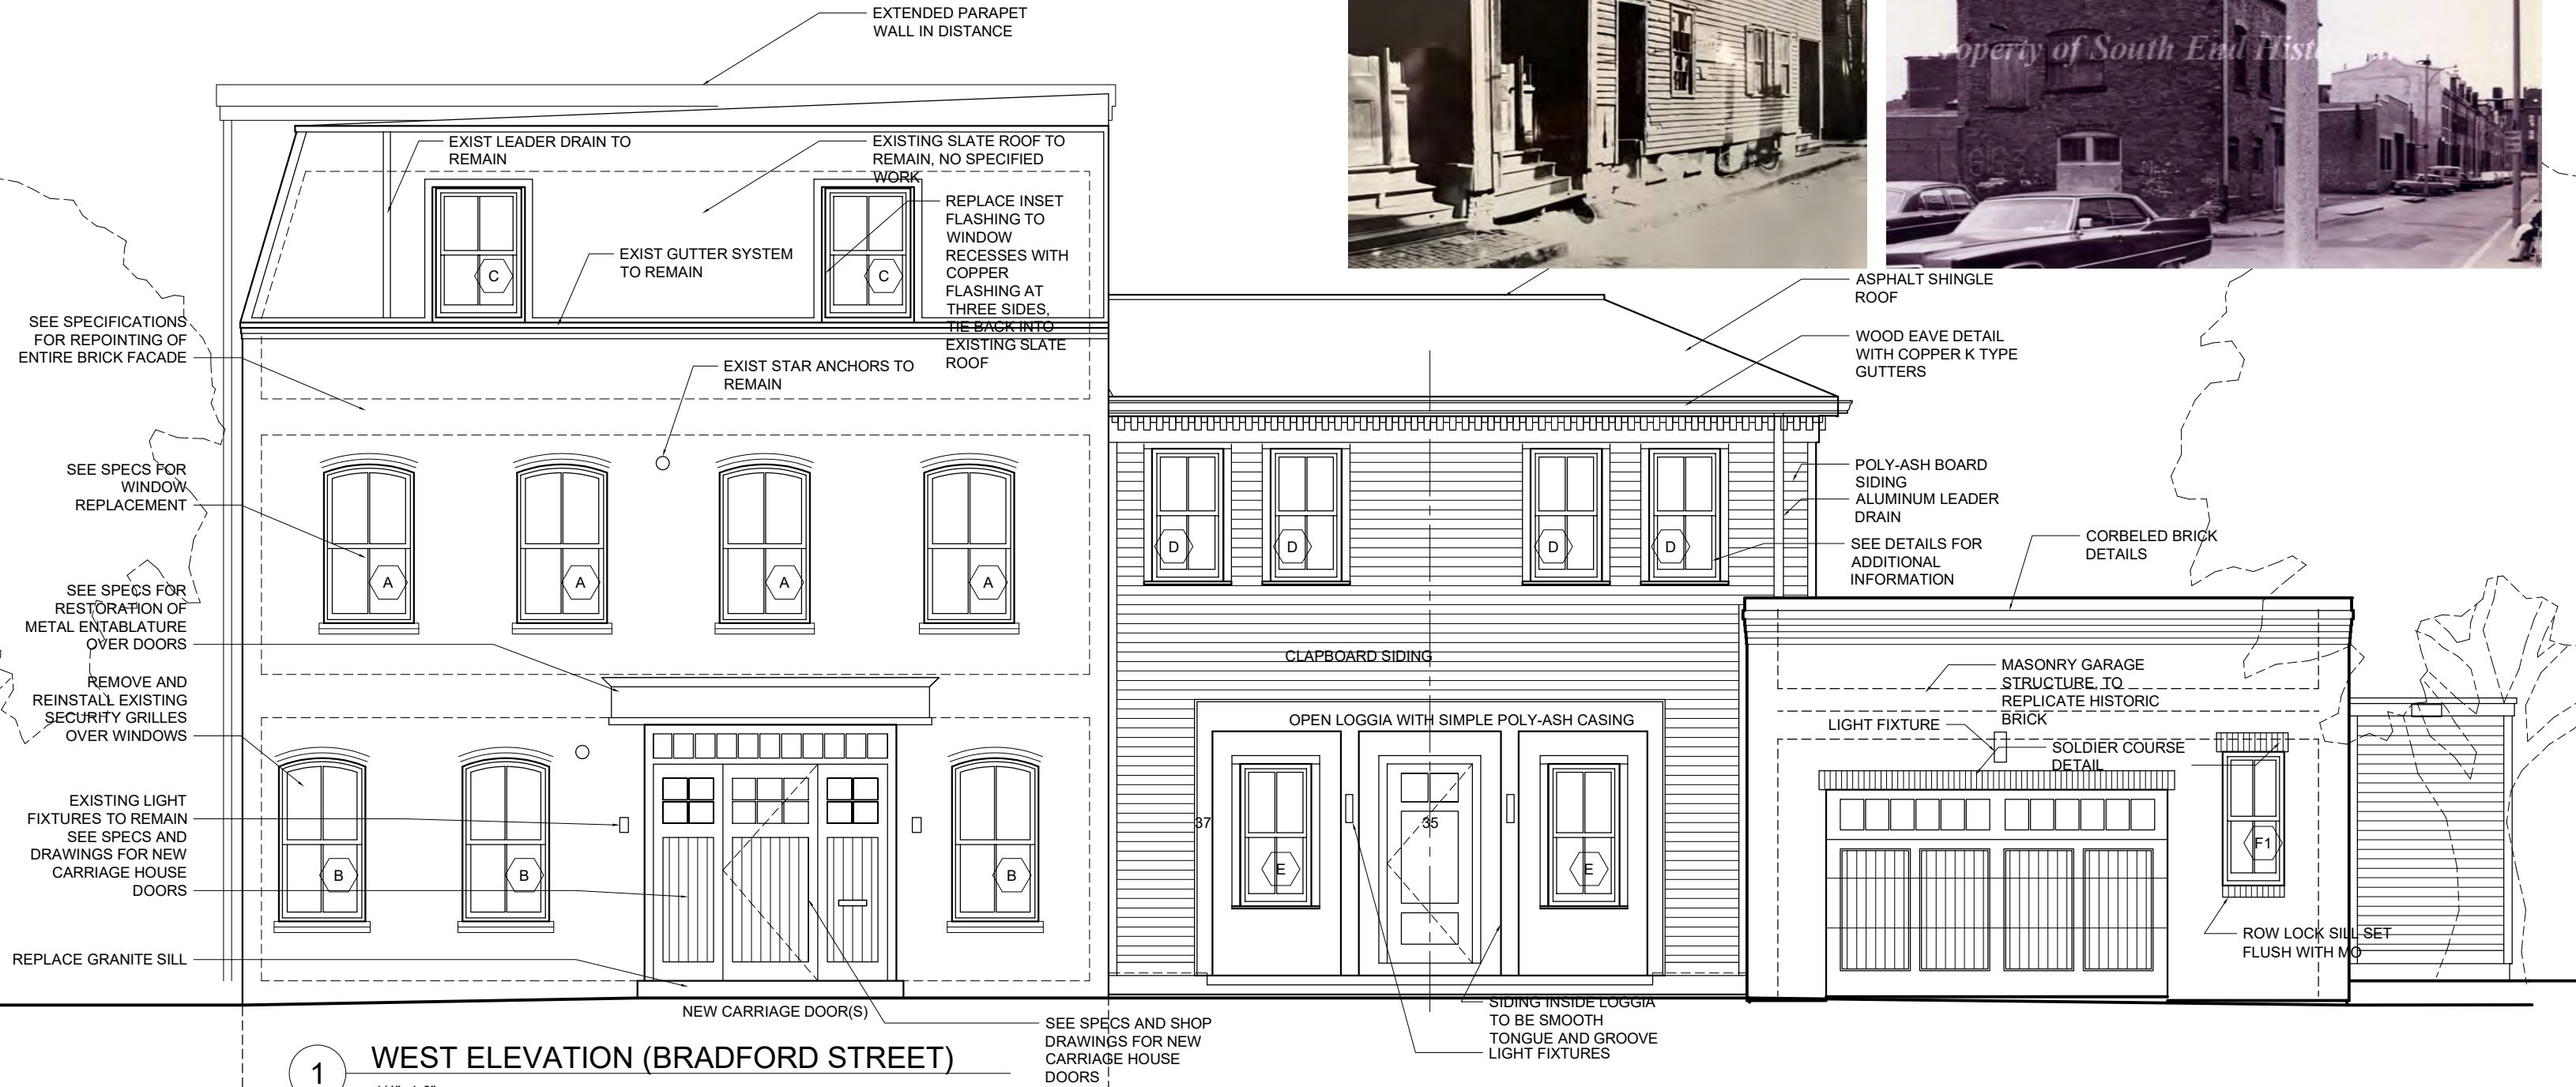 EXTENDED PARAPET
WALL IN DISTANCE
Property of South End
EXIST LEADER DRAIN TO
REMAIN
EXISTING SLATE ROOF TO
REMAIN, NO SPECIFIED
WORK
REPLACE INSET
FLASHING TO
WINDOW
RECESSES WITH
COPPER
FLASHING AT
THREE SIDES,
TIE BACK INTO
EXISTING SLATE
ROOF
EXIST GUTTER SYSTEM
TO REMAIN
C
C
ASPHALT SHINGLE
ROOF
SEE SPECIFICATIONS
FOR REPOINTING OF
ENTIRE BRICK FACADE
WOOD EAVE DETAIL
WITH COPPER K TYPE
GUTTERS
EXIST STAR ANCHORS TO
REMAIN
SEE SPECS FOR
WINDOW
REPLACEMENT
POLY-ASH BOARD
SIDING
ALUMINUM LEADER
DRAIN
SEE DETAILS FOR
ADDITIONAL
INFORMATION
CORBELED BRICK
DETAILS
D
D
D
D
A
A
A
A
SEE SPECS FOR
RESTORATION OF
METAL ENTABLATURE
OVER DOORS
CLAPBOARD SIDING
MASONRY GARAGE
STRUCTURE, TO
REPLICATE HISTORIC
BRICK
REMOVE AND
REINSTALL EXISTING
SECURITY GRILLES
OVER WINDOWS
OPEN LOGGIA WITH SIMPLE POLY-ASH CASING
LIGHT FIXTURE
SOLDIER COURSE
DETAIL
EXISTING LIGHT
FIXTURES TO REMAIN
SEE SPECS AND
DRAWINGS FOR NEW
CARRIAGE HOUSE
DOORS
37
35
F1
E
E
B
B
B
ROW LOCK SILL SET
FLUSH WITH MO
REPLACE GRANITE SILL
NEW CARRIAGE DOOR(S)
SEE SPECS AND SHOP
DRAWINGS FOR NEW
CARRIAGE HOUSE
DOORS
SIDING INSIDE LOGGIA
TO BE SMOOTH
TONGUE AND GROOVE
LIGHT FIXTURES
1
WEST ELEVATION (BRADFORD STREET)